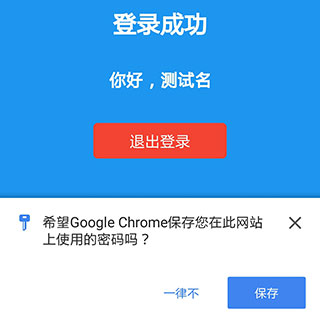 登录成功
你好，测试名
退出登录
希望Google Chrome保存您在此网站
上使用的密码吗？
一律不
保存